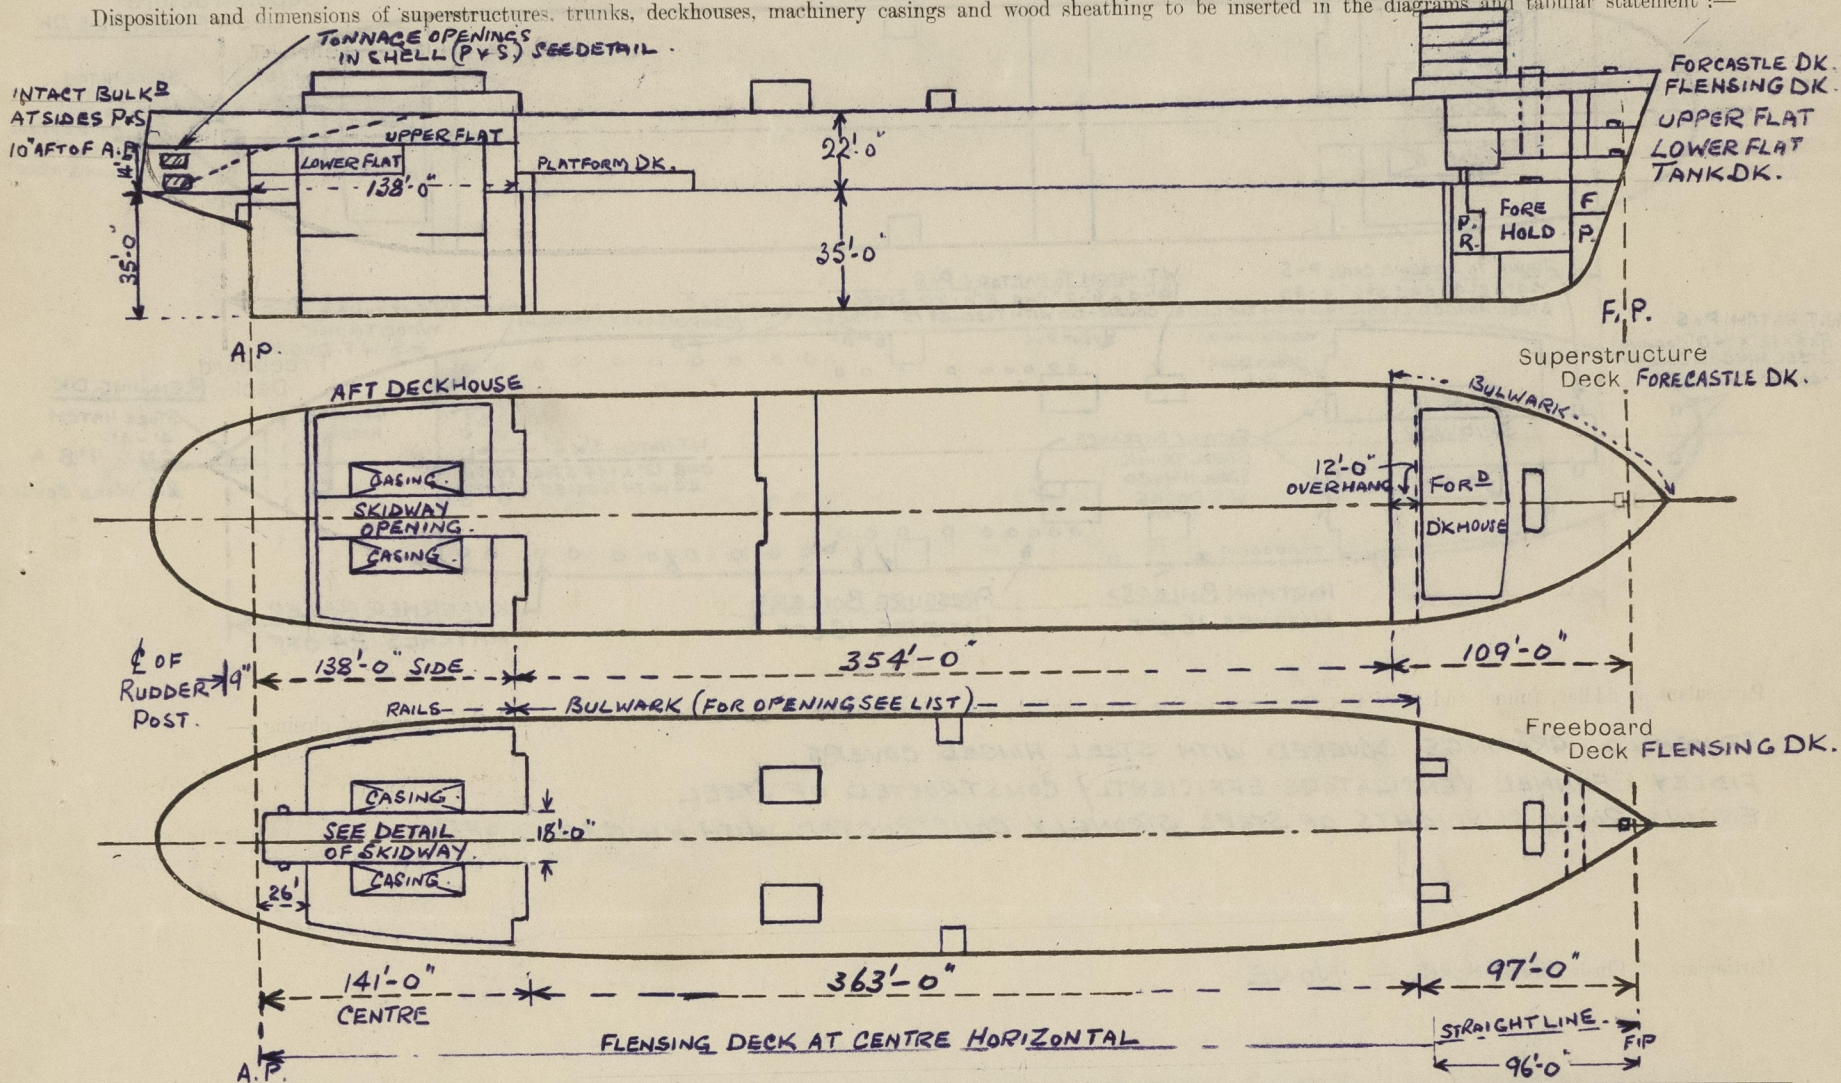 Disposition and dimensions of superstructures, trunks, deckhouses, machinery casings and wood sheathing to be inserted in the diagrams and tabular statement :—
TONNAGE OPENINGS
IN SHELL (P & S) SEE DETAIL.
INTACT BULKD
AT SIDES P&S
10" AFT OF A.P.
UPPER FLAT
LOWER FLAT
138'-0"
PLATFORM DK.
22'-0"
35'-0"
35'-0"
FORCASTLE DK.
FLENSING DK.
UPPER FLAT
LOWER FLAT
TANK DK.
P.
R.
FORE
HOLD
F
P.
A.P.
F.P.
Superstructure
Deck FORECASTLE DK.
AFT DECKHOUSE
BULWARK.
CASING.
SKIDWAY
OPENING.
CASING.
12'-0"
OVERHANG
FORD
DKHOUSE
₵ OF
RUDDER
POST.
9"
138'-0" SIDE
354'-0"
109'-0"
RAILS
BULWARK (FOR OPENING SEE LIST)
Freeboard
Deck FLENSING DK.
CASING.
SEE DETAIL
OF SKIDWAY.
18'-0"
CASING.
26'
141'-0"
CENTRE
363'-0"
97'-0"
FLENSING DECK AT CENTRE HORIZONTAL
STRAIGHT LINE.
F.P
96'-0"
A.P.